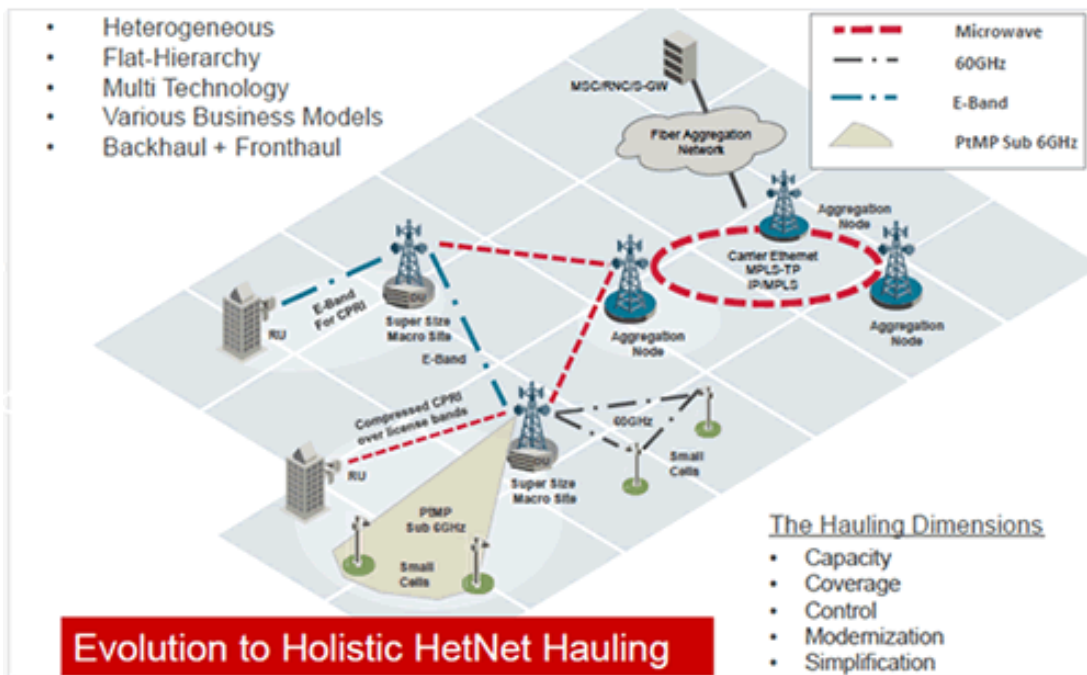 • Heterogeneous
• Flat-Hierarchy
• Multi Technology
• Various Business Models
• Backhaul + Fronthaul
Microwave
60GHz
E-Band
PtMP Sub 6GHz
MSC/RNC/S-GW
Fiber Aggregation
Network
Aggregation
Node
Carrier Ethernet
MPLS-TP
IP/MPLS
Aggregation
Node
Aggregation
Node
E-Band
For CPRI
RU
DU
Super Size
Macro Site
E-Band
Compressed CPRI
over license bands
RU
60GHz
Small
Cells
DU
Super Size
Macro Site
PtMP
Sub 6GHz
Small
Cells
The Hauling Dimensions
• Capacity
• Coverage
• Control
• Modernization
• Simplification
Evolution to Holistic HetNet Hauling